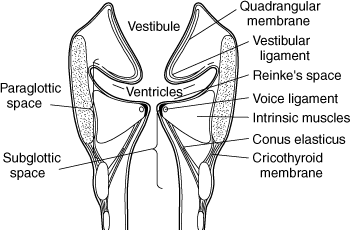 Quadrangular
membrane
Vestibule
Vestibular
ligament
Reinke's space
Ventricles
Paraglottic
space
Voice ligament
Intrinsic muscles
Conus elasticus
Subglottic
space
Cricothyroid
membrane